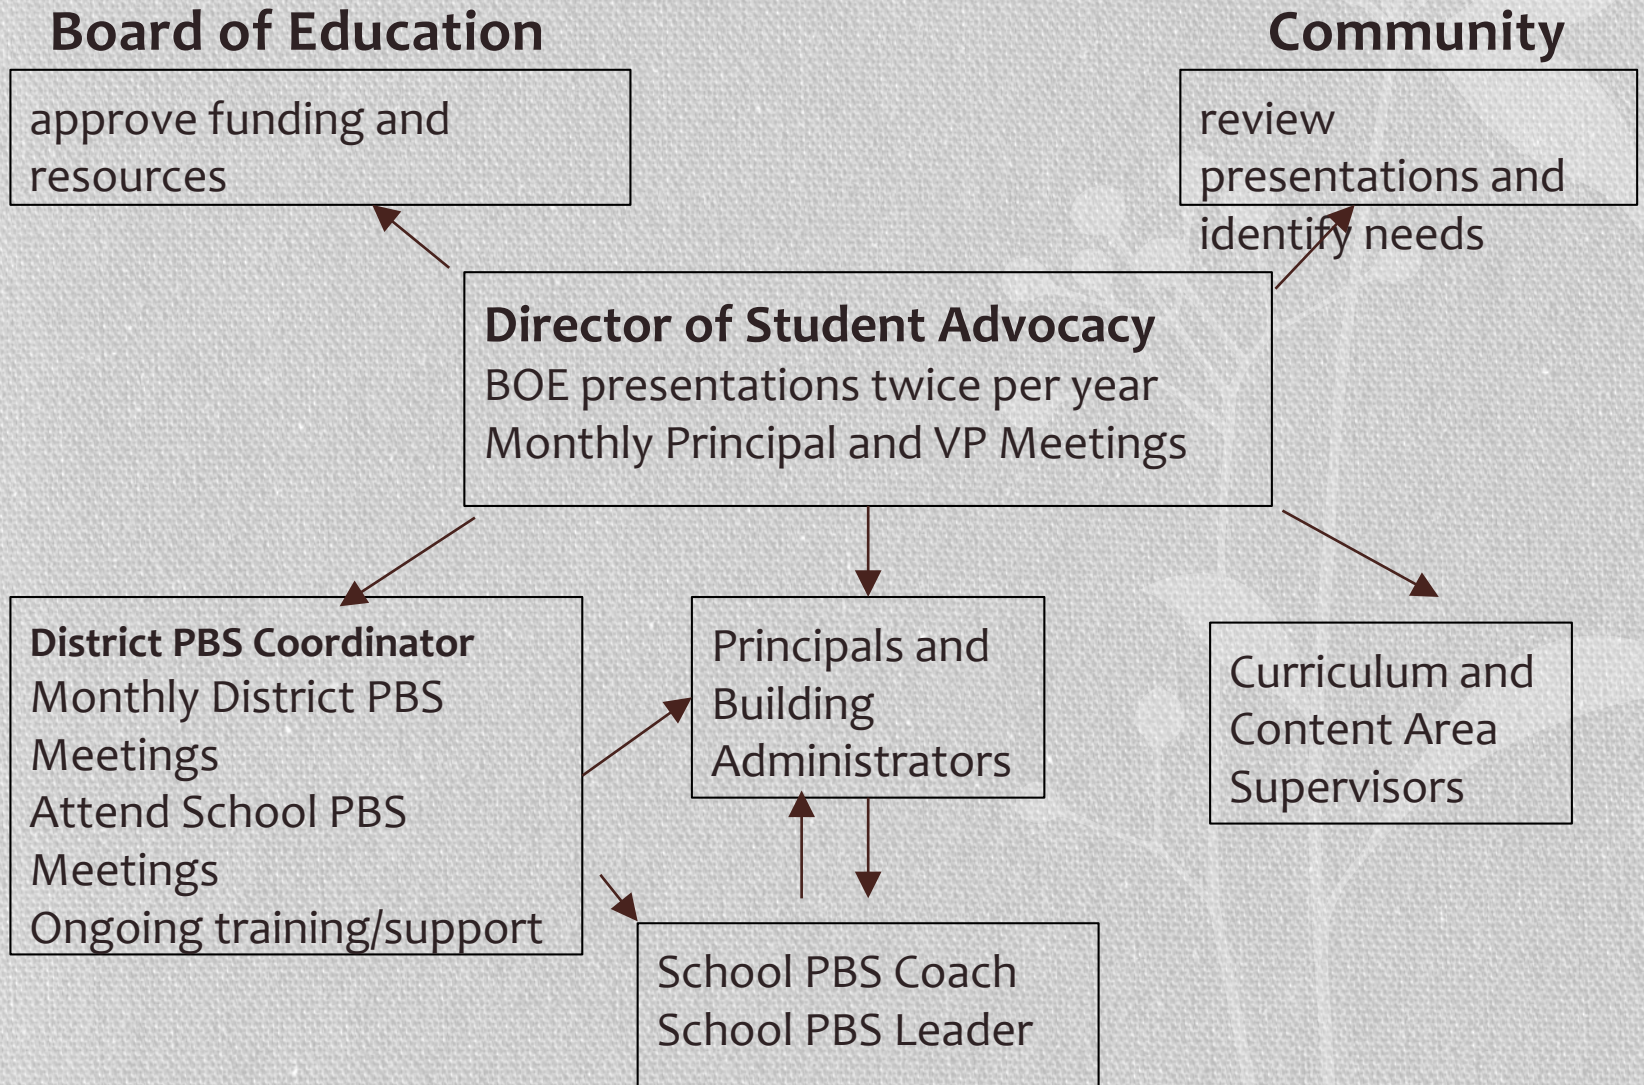 Board of Education
approve funding and
resources
Community
review
presentations and
identify needs
Director of Student Advocacy
BOE presentations twice per year
Monthly Principal and VP Meetings
District PBS Coordinator
Monthly District PBS
Meetings
Attend School PBS
Meetings
Ongoing training/support
Principals and
Building
Administrators
Curriculum and
Content Area
Supervisors
School PBS Coach
School PBS Leader